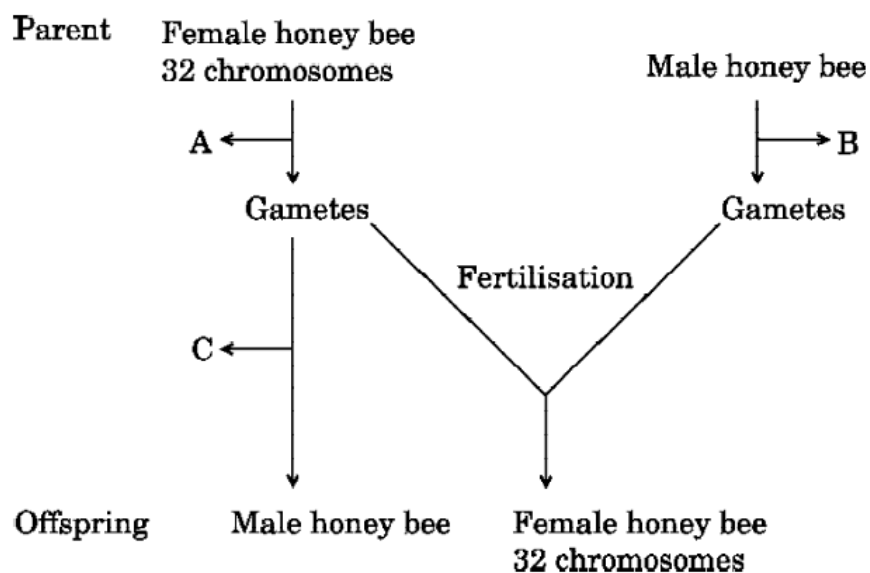 Parent
Female honey bee
32 chromosomes
Male honey bee
A
B
Gametes
Gametes
Fertilisation
C
Offspring
Male honey bee
Female honey bee
32 chromosomes